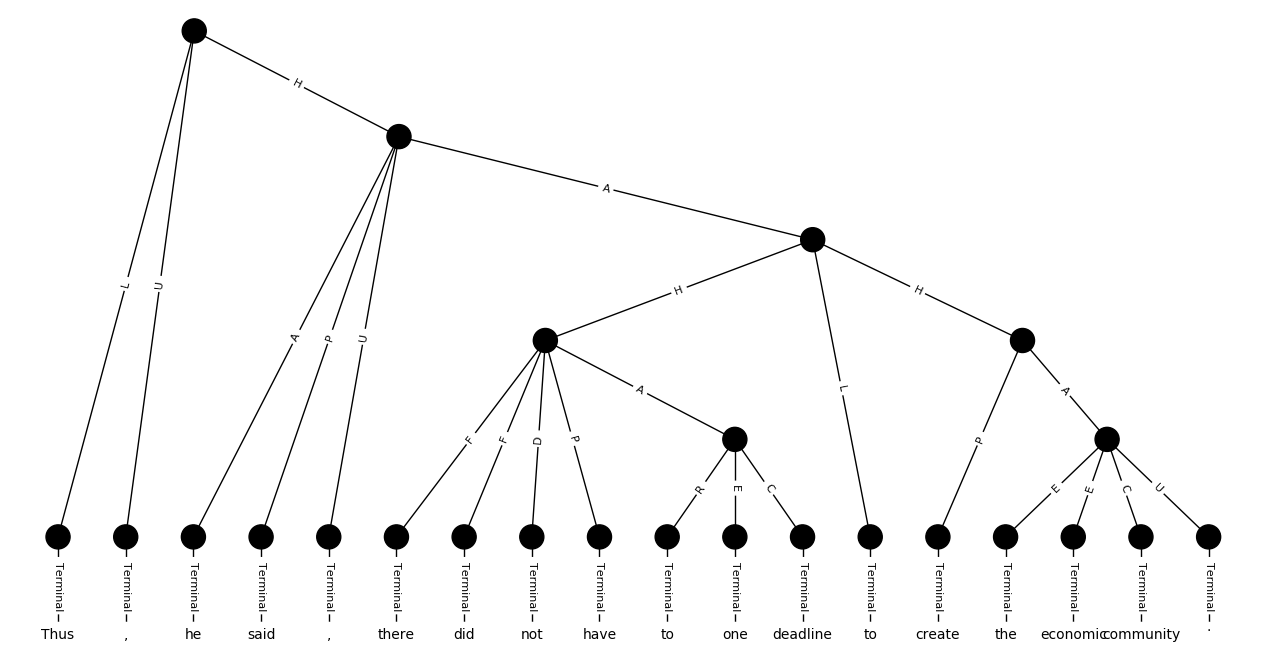 H
A
L U
A P U
H H
L
F F D P A
P A
R E C
E E C U
Terminal Terminal Terminal Terminal Terminal Terminal Terminal Terminal Terminal Terminal Terminal Terminal Terminal Terminal Terminal Terminal Terminal Terminal
Thus , he said , there did not have to one deadline to create the economic community .